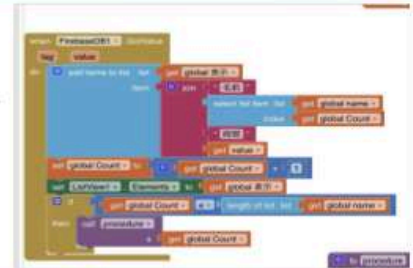 when FirebaseDB1 .GotValue
tag value
do add items to list list get global 表示
item join "名前"
select list item list get global name
index get global Count
get value
set global Count to get global Count + 1
set ListView1 . Elements to get global 表示
if get global Count ≤ length of list list get global name
then call procedure
get global Count
to procedure